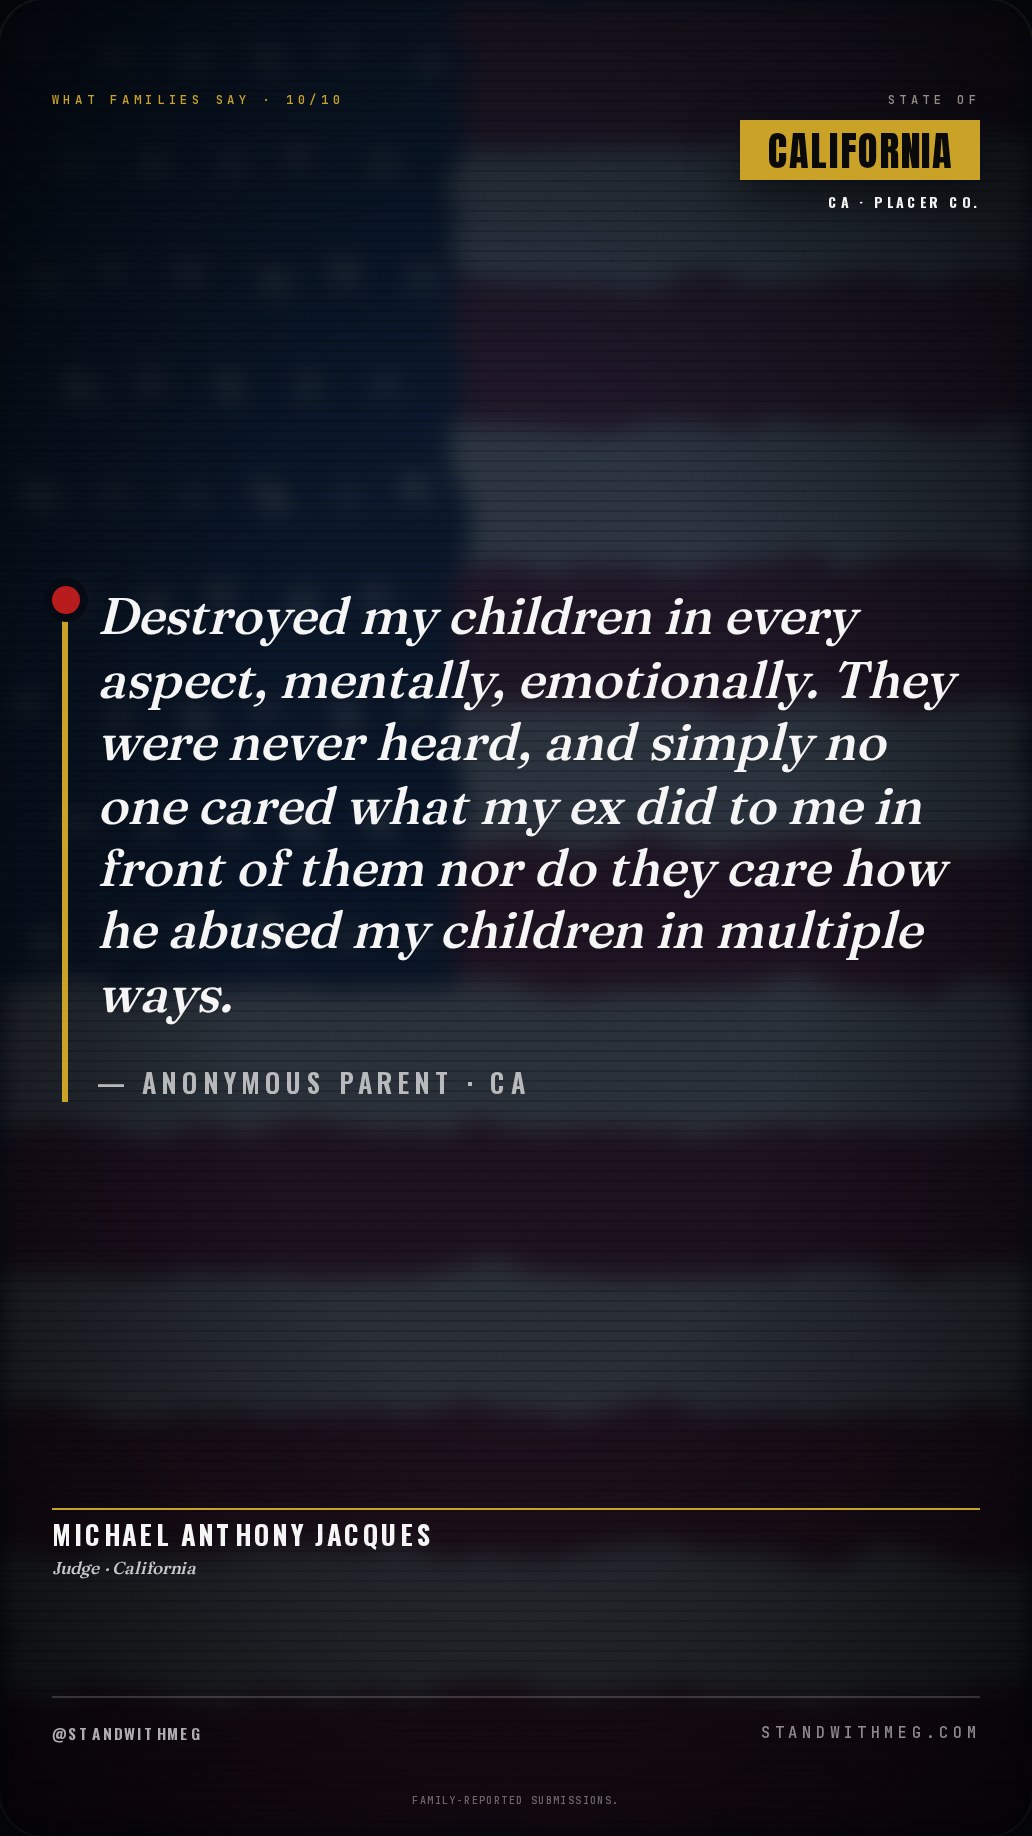 WHAT FAMILIES SAY · 10/10
STATE OF
CALIFORNIA
CA · PLACER CO.
Destroyed my children in every
aspect, mentally, emotionally. They
were never heard, and simply no
one cared what my ex did to me in
front of them nor do they care how
he abused my children in multiple
ways.
— ANONYMOUS PARENT · CA
MICHAEL ANTHONY JACQUES
Judge · California
@STANDWITHMEG
STANDWITHMEG.COM
FAMILY-REPORTED SUBMISSIONS.